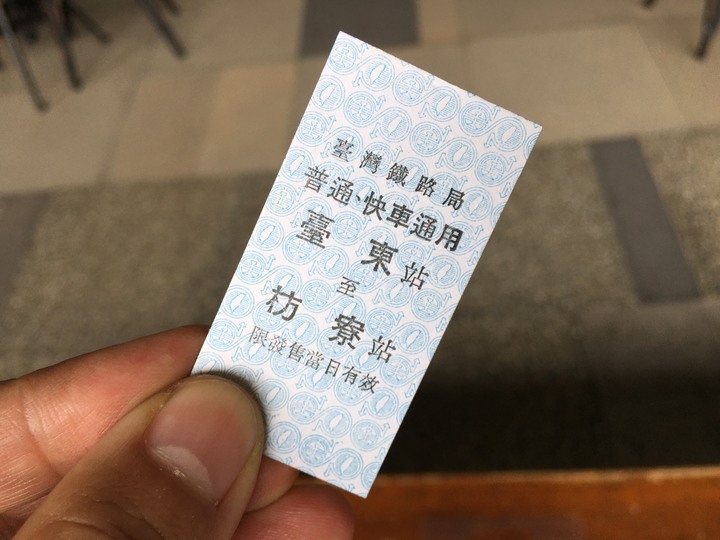 臺灣鐵路局
普通、快車通用
臺東站
至
枋寮站
限發售當日有效